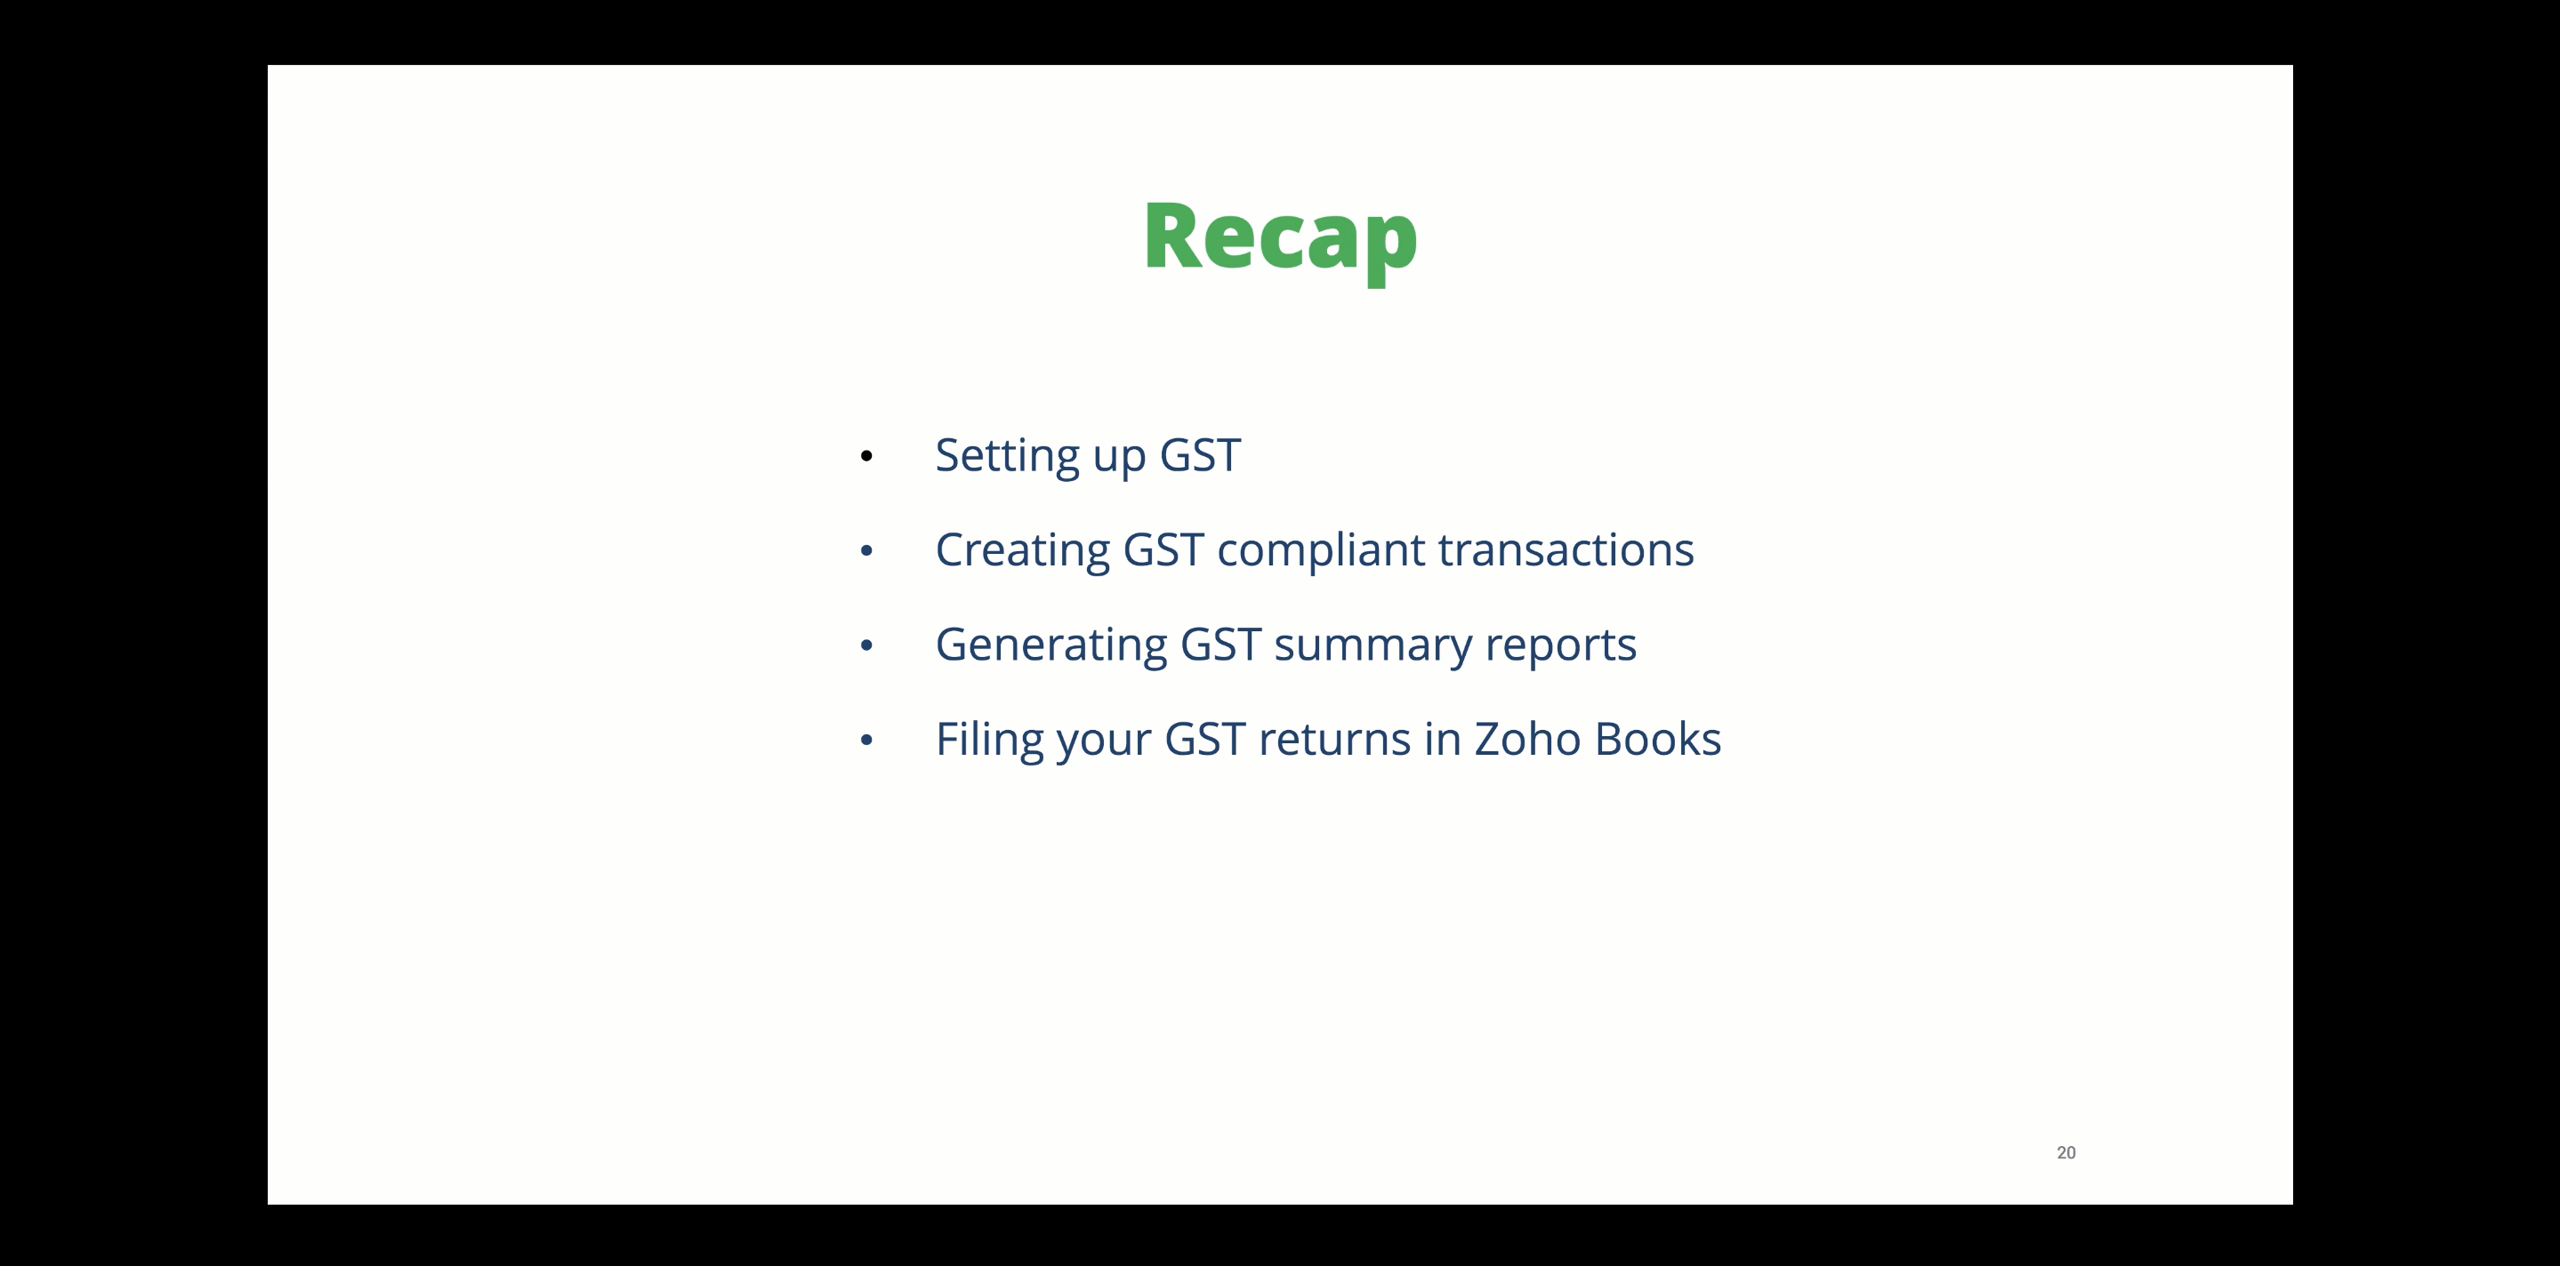 Recap
• Setting up GST
• Creating GST compliant transactions
• Generating GST summary reports
• Filing your GST returns in Zoho Books
20